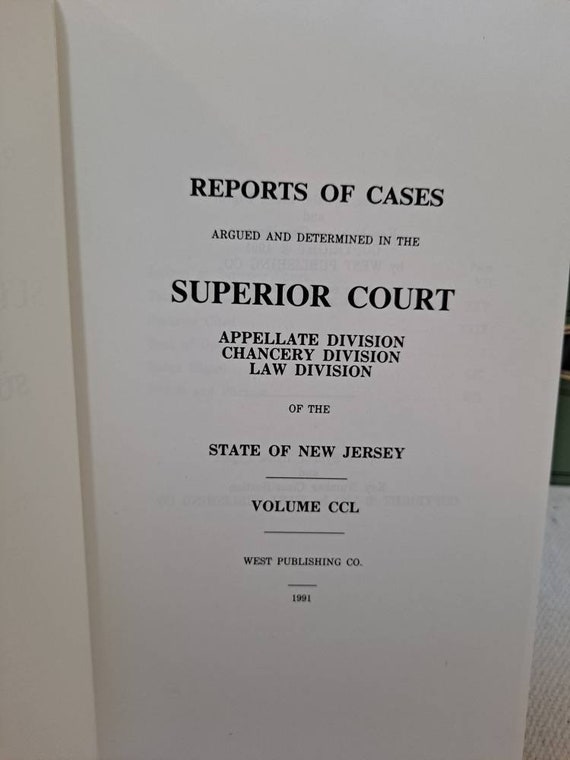 REPORTS OF CASES
ARGUED AND DETERMINED IN THE
SUPERIOR COURT
APPELLATE DIVISION
CHANCERY DIVISION
LAW DIVISION
OF THE
STATE OF NEW JERSEY
VOLUME CCL
WEST PUBLISHING CO.
1991